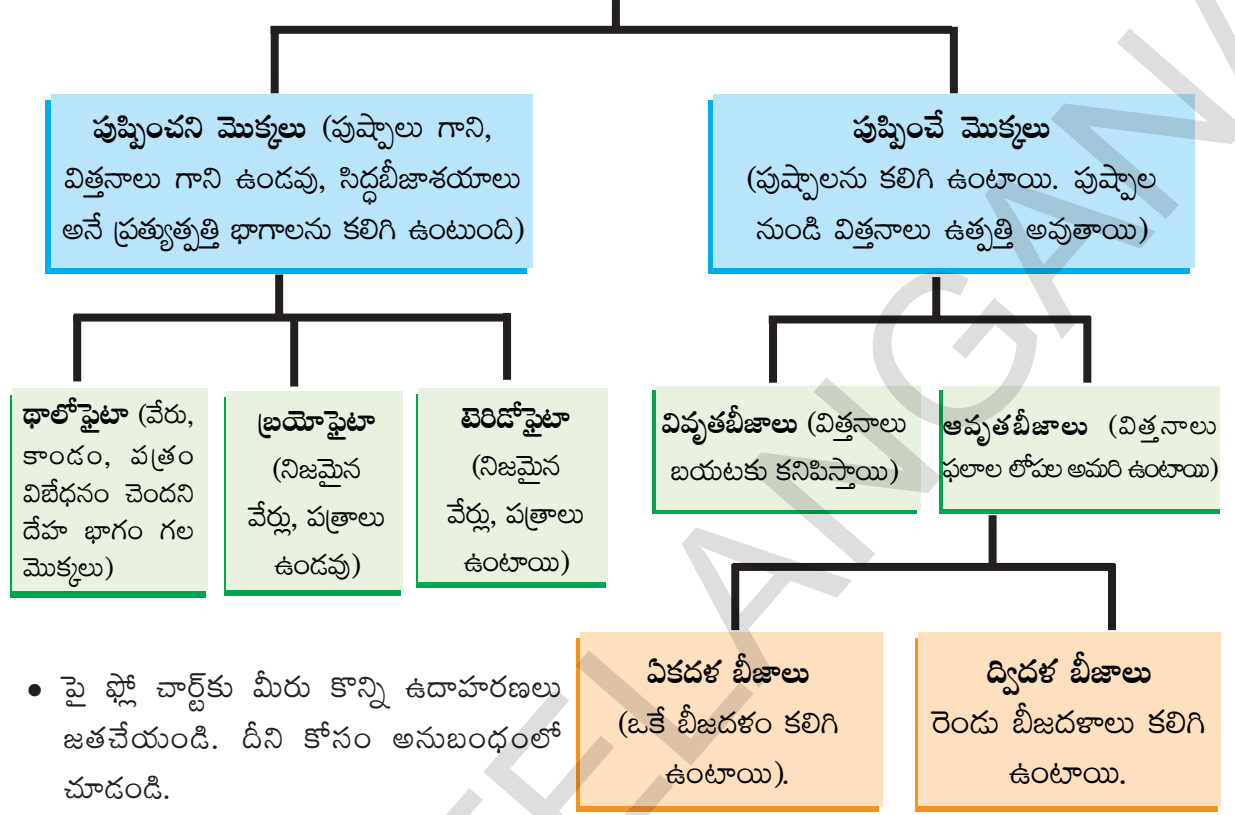 పుష్పించని మొక్కలు (పుష్పాలు గాని,
విత్తనాలు గాని ఉండవు, సిద్ధబీజాశయాలు
అనే ప్రత్యుత్పత్తి భాగాలను కలిగి ఉంటుంది)
పుష్పించే మొక్కలు
(పుష్పాలను కలిగి ఉంటాయి. పుష్పాల
నుండి విత్తనాలు ఉత్పత్తి అవుతాయి)
థాలోఫైటా (వేరు,
కాండం, పత్రం
విబేధనం చెందని
దేహ భాగం గల
మొక్కలు)
బ్రయోఫైటా
(నిజమైన
వేర్లు, పత్రాలు
ఉండవు)
టెరిడోఫైటా
(నిజమైన
వేర్లు, పత్రాలు
ఉంటాయి)
వివృతబీజాలు (విత్తనాలు
బయటకు కనిపిస్తాయి)
ఆవృతబీజాలు (విత్తనాలు
ఫలాల లోపల అమరి ఉంటాయి)
ఏకదళ బీజాలు
(ఒకే బీజదళం కలిగి
ఉంటాయి).
ద్విదళ బీజాలు
రెండు బీజదళాలు కలిగి
ఉంటాయి.
• పై ఫ్లో చార్ట్‌కు మీరు కొన్ని ఉదాహరణలు
జతచేయండి. దీని కోసం అనుబంధంలో
చూడండి.
TELANGANA